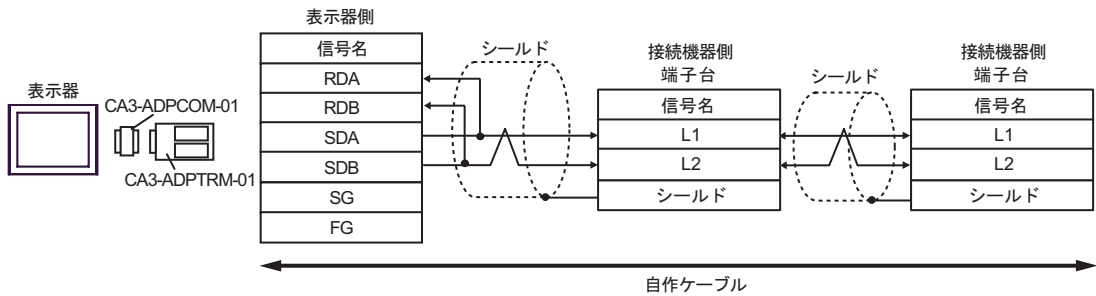 表示器
CA3-ADPCOM-01
CA3-ADPTRM-01
表示器側
信号名
RDA
RDB
SDA
SDB
SG
FG
シールド
接続機器側
端子台
信号名
L1
L2
シールド
シールド
接続機器側
端子台
信号名
L1
L2
シールド
自作ケーブル